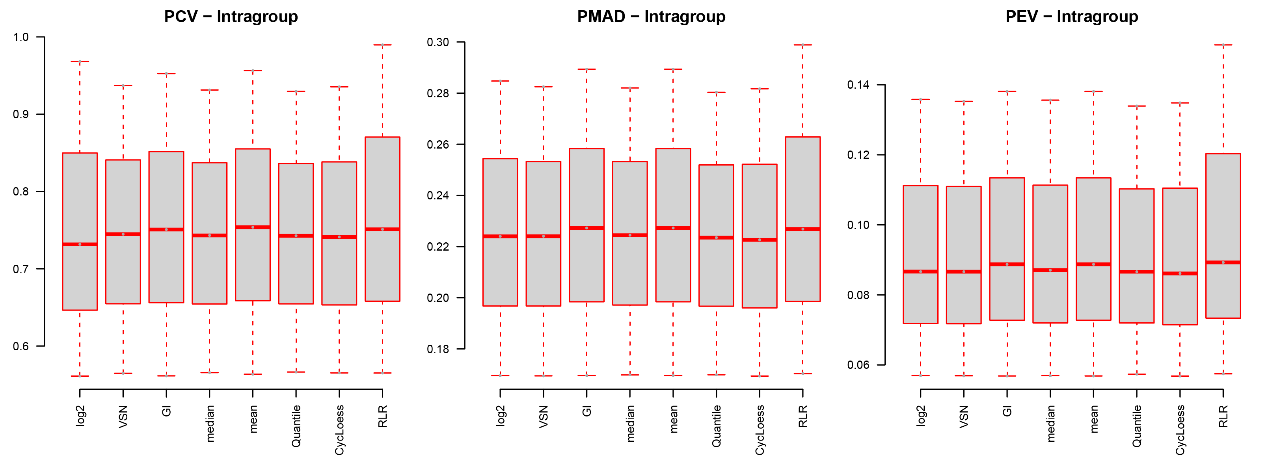 PCV − Intragroup
1.0
0.9
0.8
0.7
0.6
log2
VSN
GI
median
mean
Quantile
CycLoess
RLR
PMAD − Intragroup
0.30
0.28
0.26
0.24
0.22
0.20
0.18
log2
VSN
GI
median
mean
Quantile
CycLoess
RLR
PEV − Intragroup
0.14
0.12
0.10
0.08
0.06
log2
VSN
GI
median
mean
Quantile
CycLoess
RLR